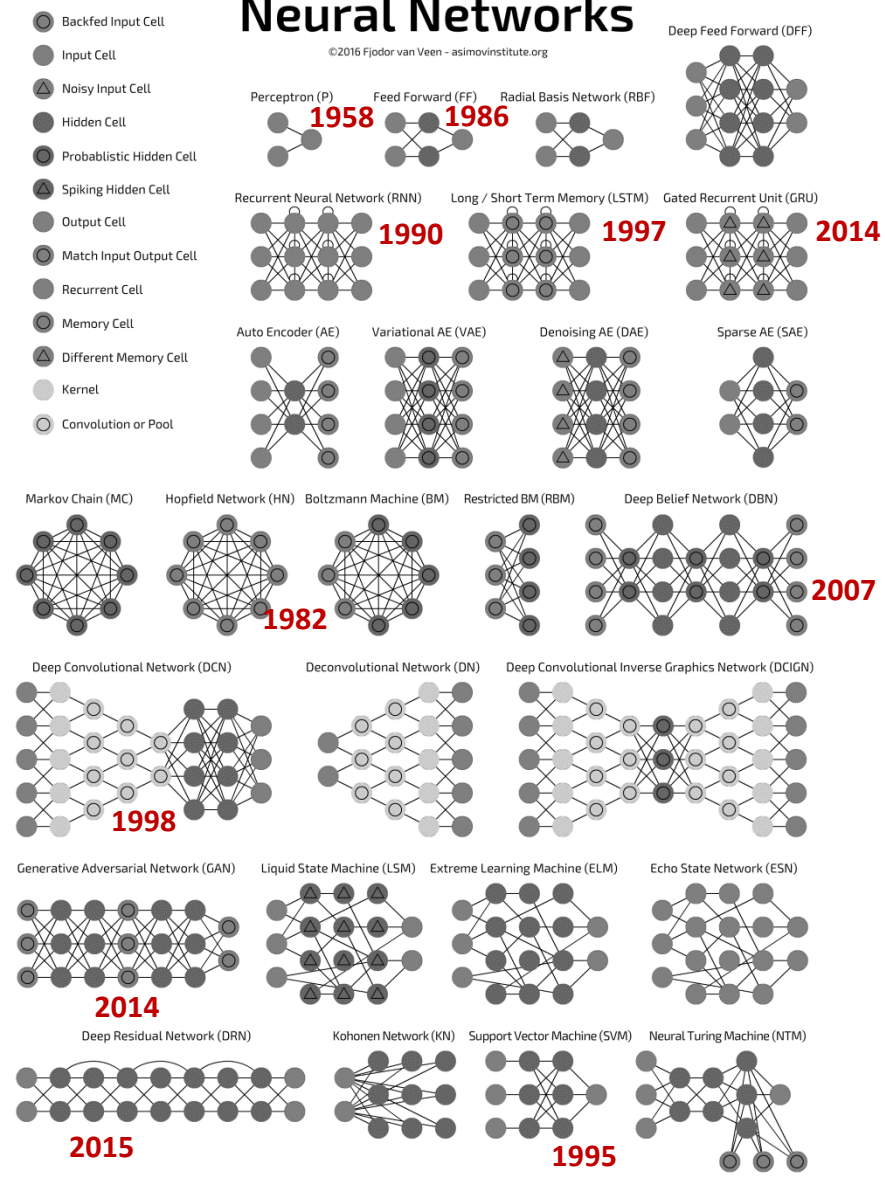 Neural Networks
©2016 Fjodor van Veen - asimovinstitute.org
Backfed Input Cell
Input Cell
Noisy Input Cell
Hidden Cell
Probablistic Hidden Cell
Spiking Hidden Cell
Output Cell
Match Input Output Cell
Recurrent Cell
Memory Cell
Different Memory Cell
Kernel
Convolution or Pool
Deep Feed Forward (DFF)
Perceptron (P)
1958
Feed Forward (FF)
1986
Radial Basis Network (RBF)
Recurrent Neural Network (RNN)
1990
Long / Short Term Memory (LSTM)
1997
Gated Recurrent Unit (GRU)
2014
Auto Encoder (AE)
Variational AE (VAE)
Denoising AE (DAE)
Sparse AE (SAE)
Markov Chain (MC)
Hopfield Network (HN)
1982
Boltzmann Machine (BM)
Restricted BM (RBM)
Deep Belief Network (DBN)
2007
Deep Convolutional Network (DCN)
1998
Deconvolutional Network (DN)
Deep Convolutional Inverse Graphics Network (DCIGN)
Generative Adversarial Network (GAN)
2014
Liquid State Machine (LSM)
Extreme Learning Machine (ELM)
Echo State Network (ESN)
Deep Residual Network (DRN)
2015
Kohonen Network (KN)
Support Vector Machine (SVM)
1995
Neural Turing Machine (NTM)